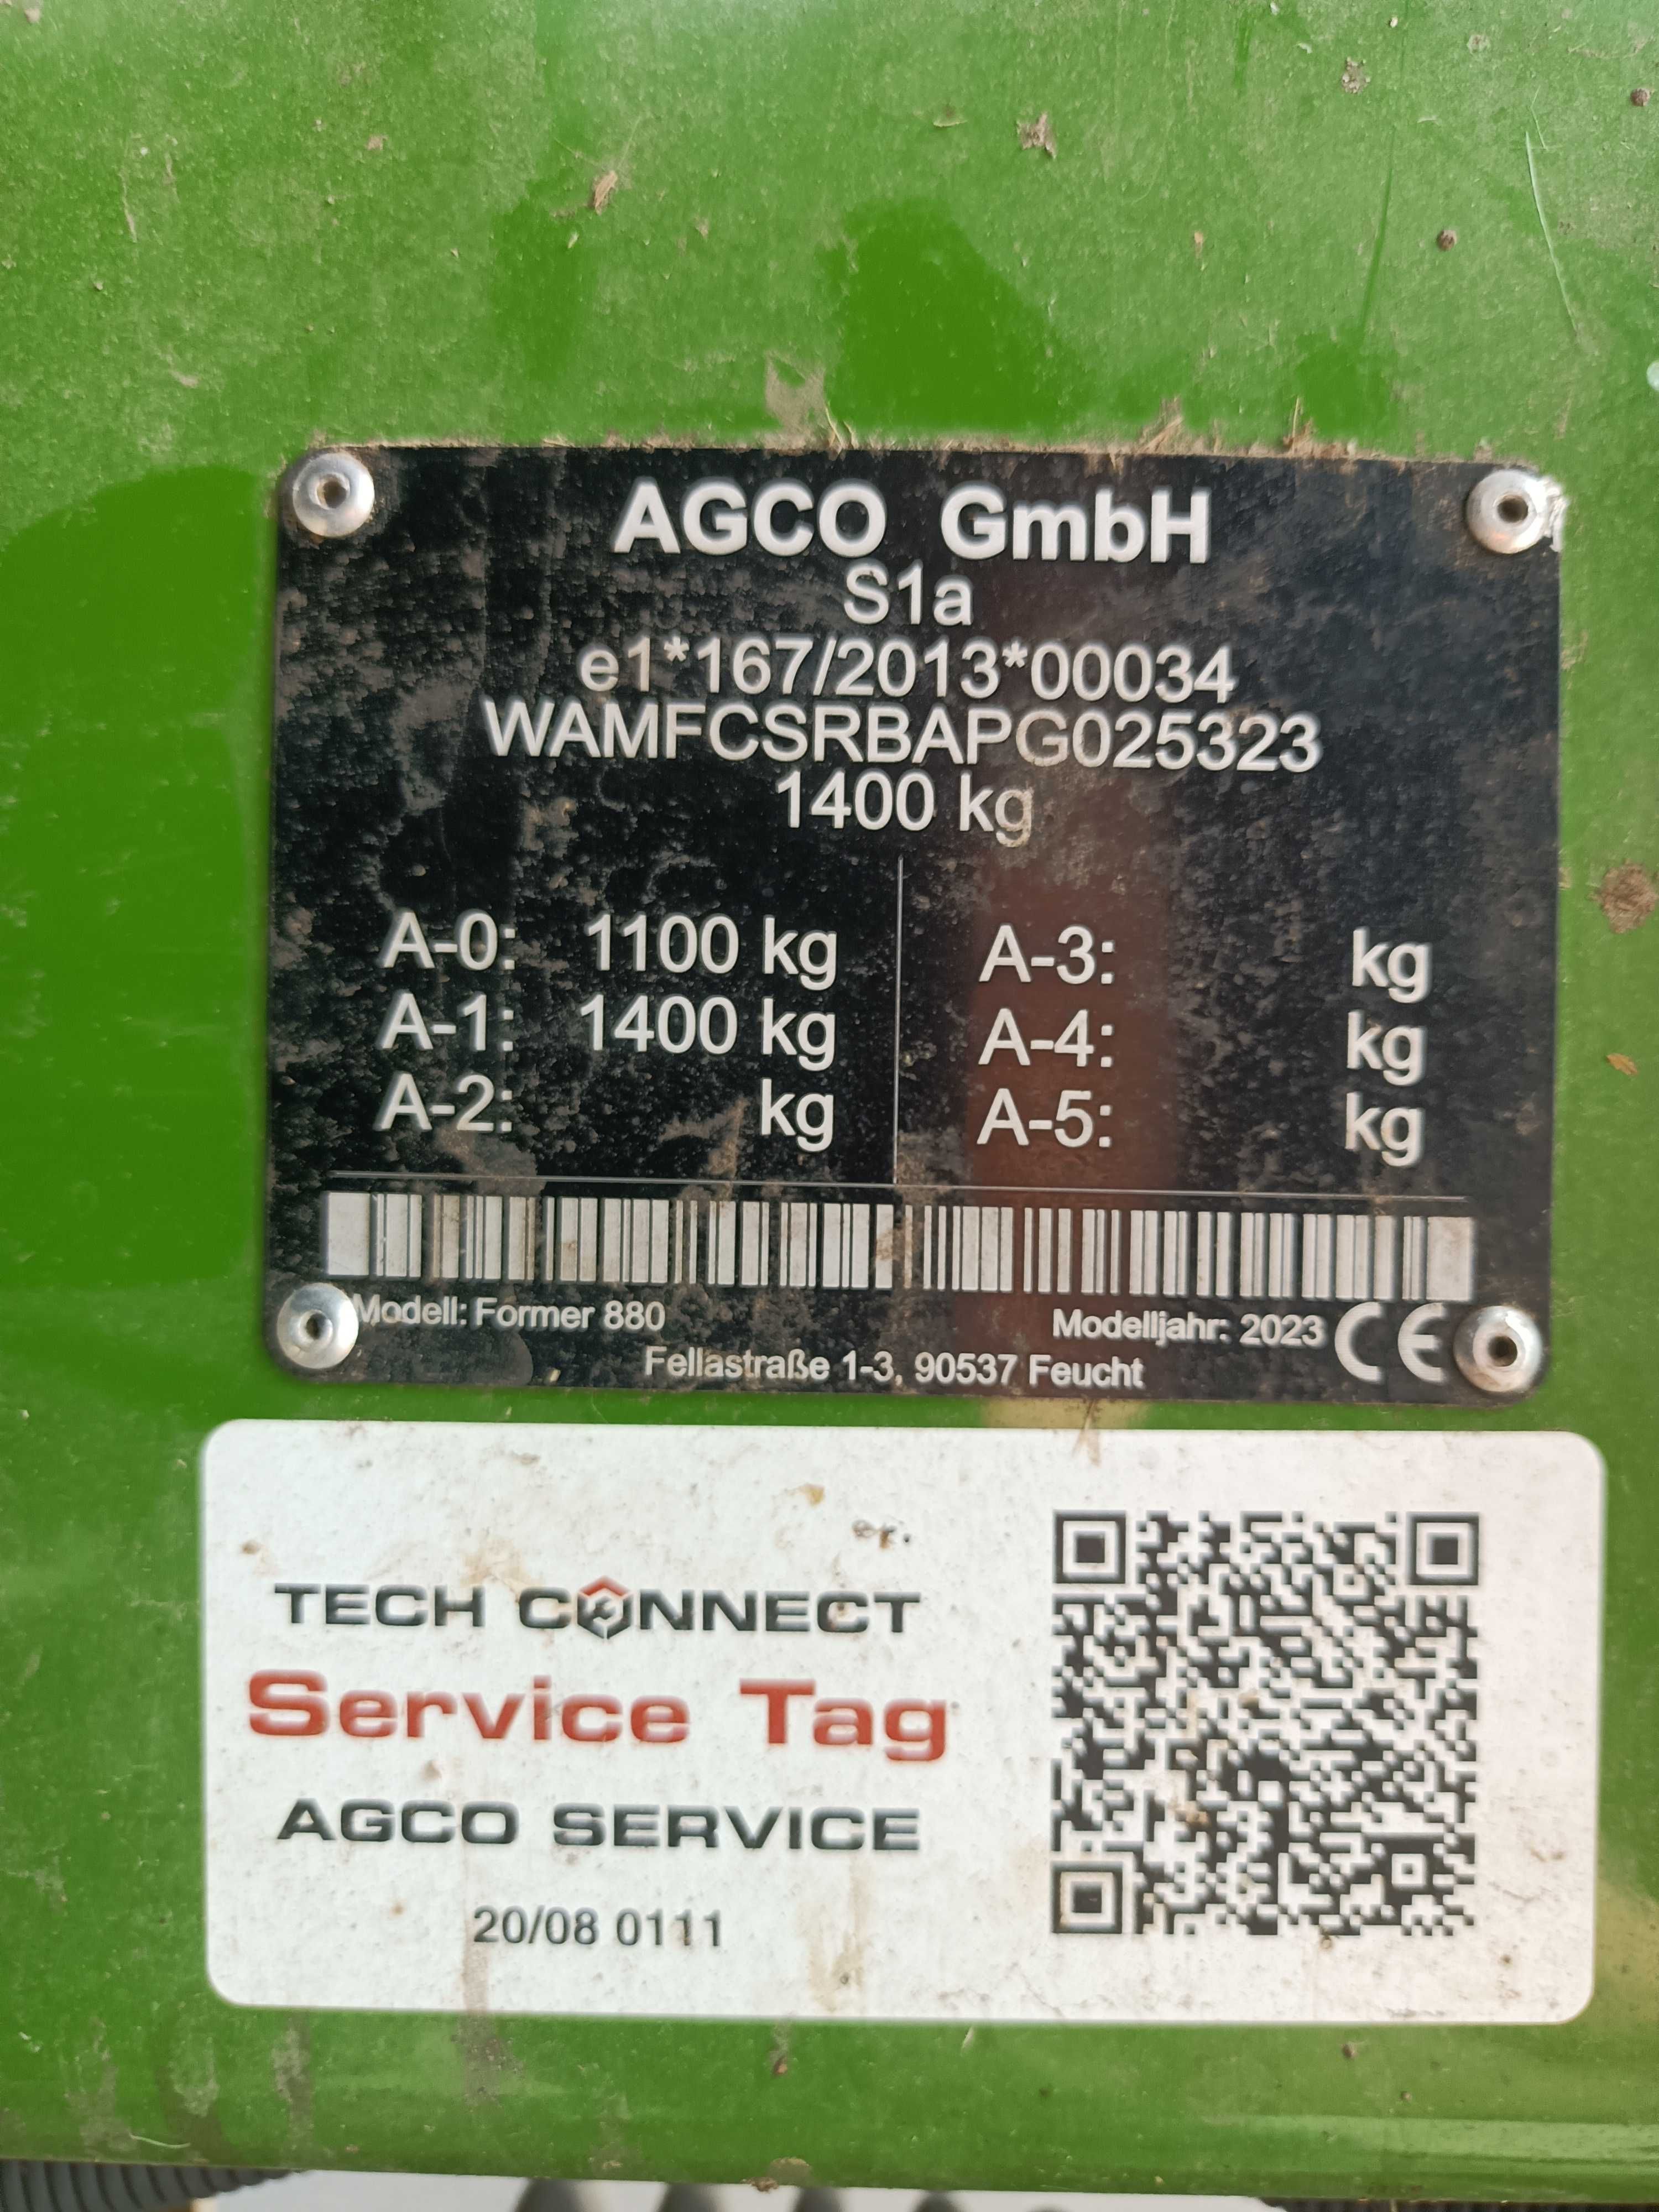 AGCO GmbH
S1a
e1*167/2013*00034
WAMFCSRBAPG025323
1400 kg
A-0: 1100 kg
A-1: 1400 kg
A-2: kg
A-3: kg
A-4: kg
A-5: kg
Modell: Former 880
Modelljahr: 2023 CE
Fellastraße 1-3, 90537 Feucht
TECH CONNECT
Service Tag
AGCO SERVICE
20/08 0111